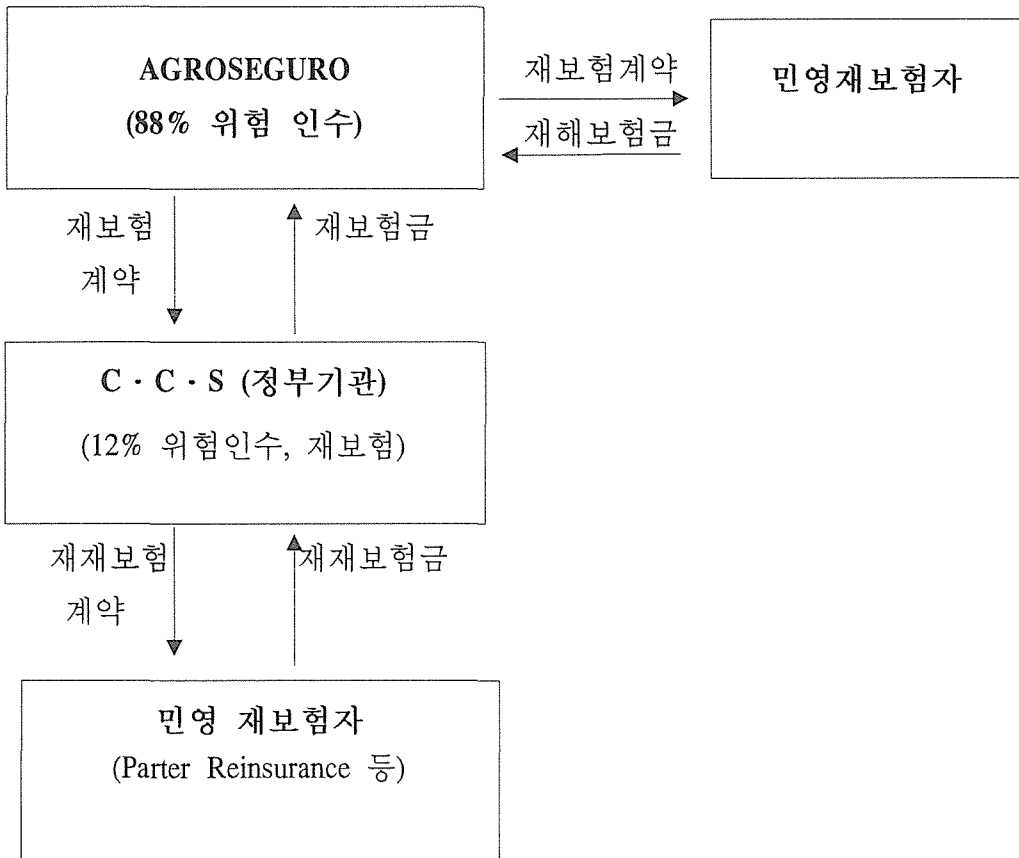 AGROSEGURO
(88% 위험 인수)
재보험계약
재해보험금
민영재보험자
재보험
계약
재보험금
C · C · S (정부기관)
(12% 위험인수, 재보험)
재재보험
계약
재재보험금
민영 재보험자
(Parter Reinsurance 등)